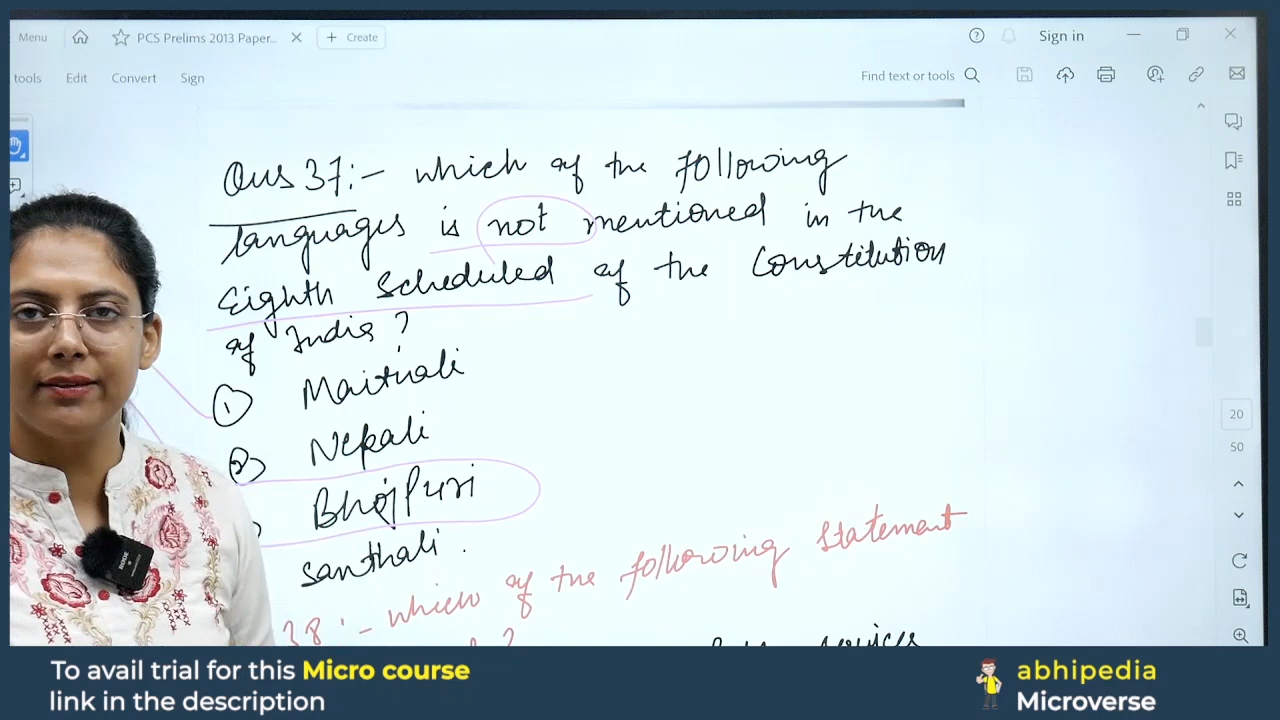 Menu
PCS Prelims 2013 Paper...
Create
Sign in
tools Edit Convert Sign
Find text or tools
Ques 37:- which of the following
languages is not mentioned in the
Eighth Scheduled of the Constitution
of India?
1 Maithali
2 Nepali
Bhojpuri
santhali.
38:- which of the following statement
services
20
50
To avail trial for this Micro course
link in the description
abhipedia
Microverse